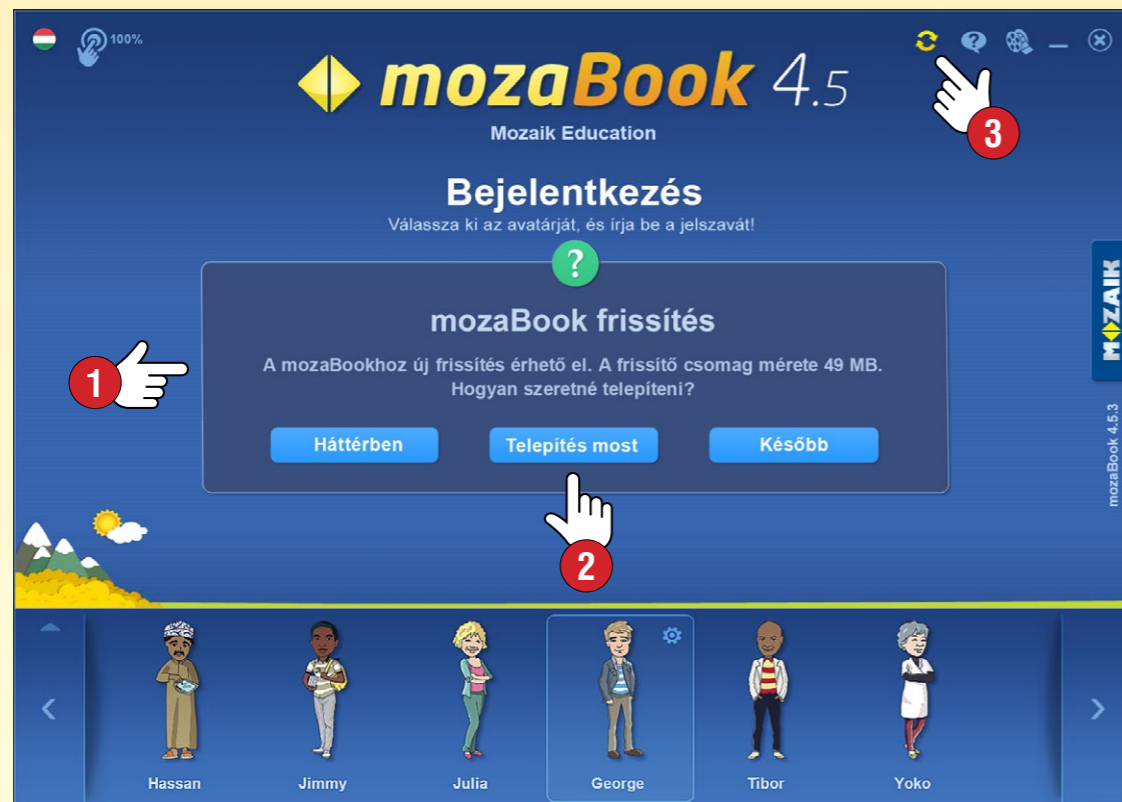 100%
mozaBook 4.5
Mozaik Education
3
Bejelentkezés
Válassza ki az avatárját, és írja be a jelszavát!
?
mozaBook frissítés
1
A mozaBookhoz új frissítés érhető el. A frissítő csomag mérete 49 MB.
Hogyan szeretné telepíteni?
Háttérben
Telepítés most
Később
2
MOZAIK
mozaBook 4.5.3
Hassan
Jimmy
Julia
George
Tibor
Yoko